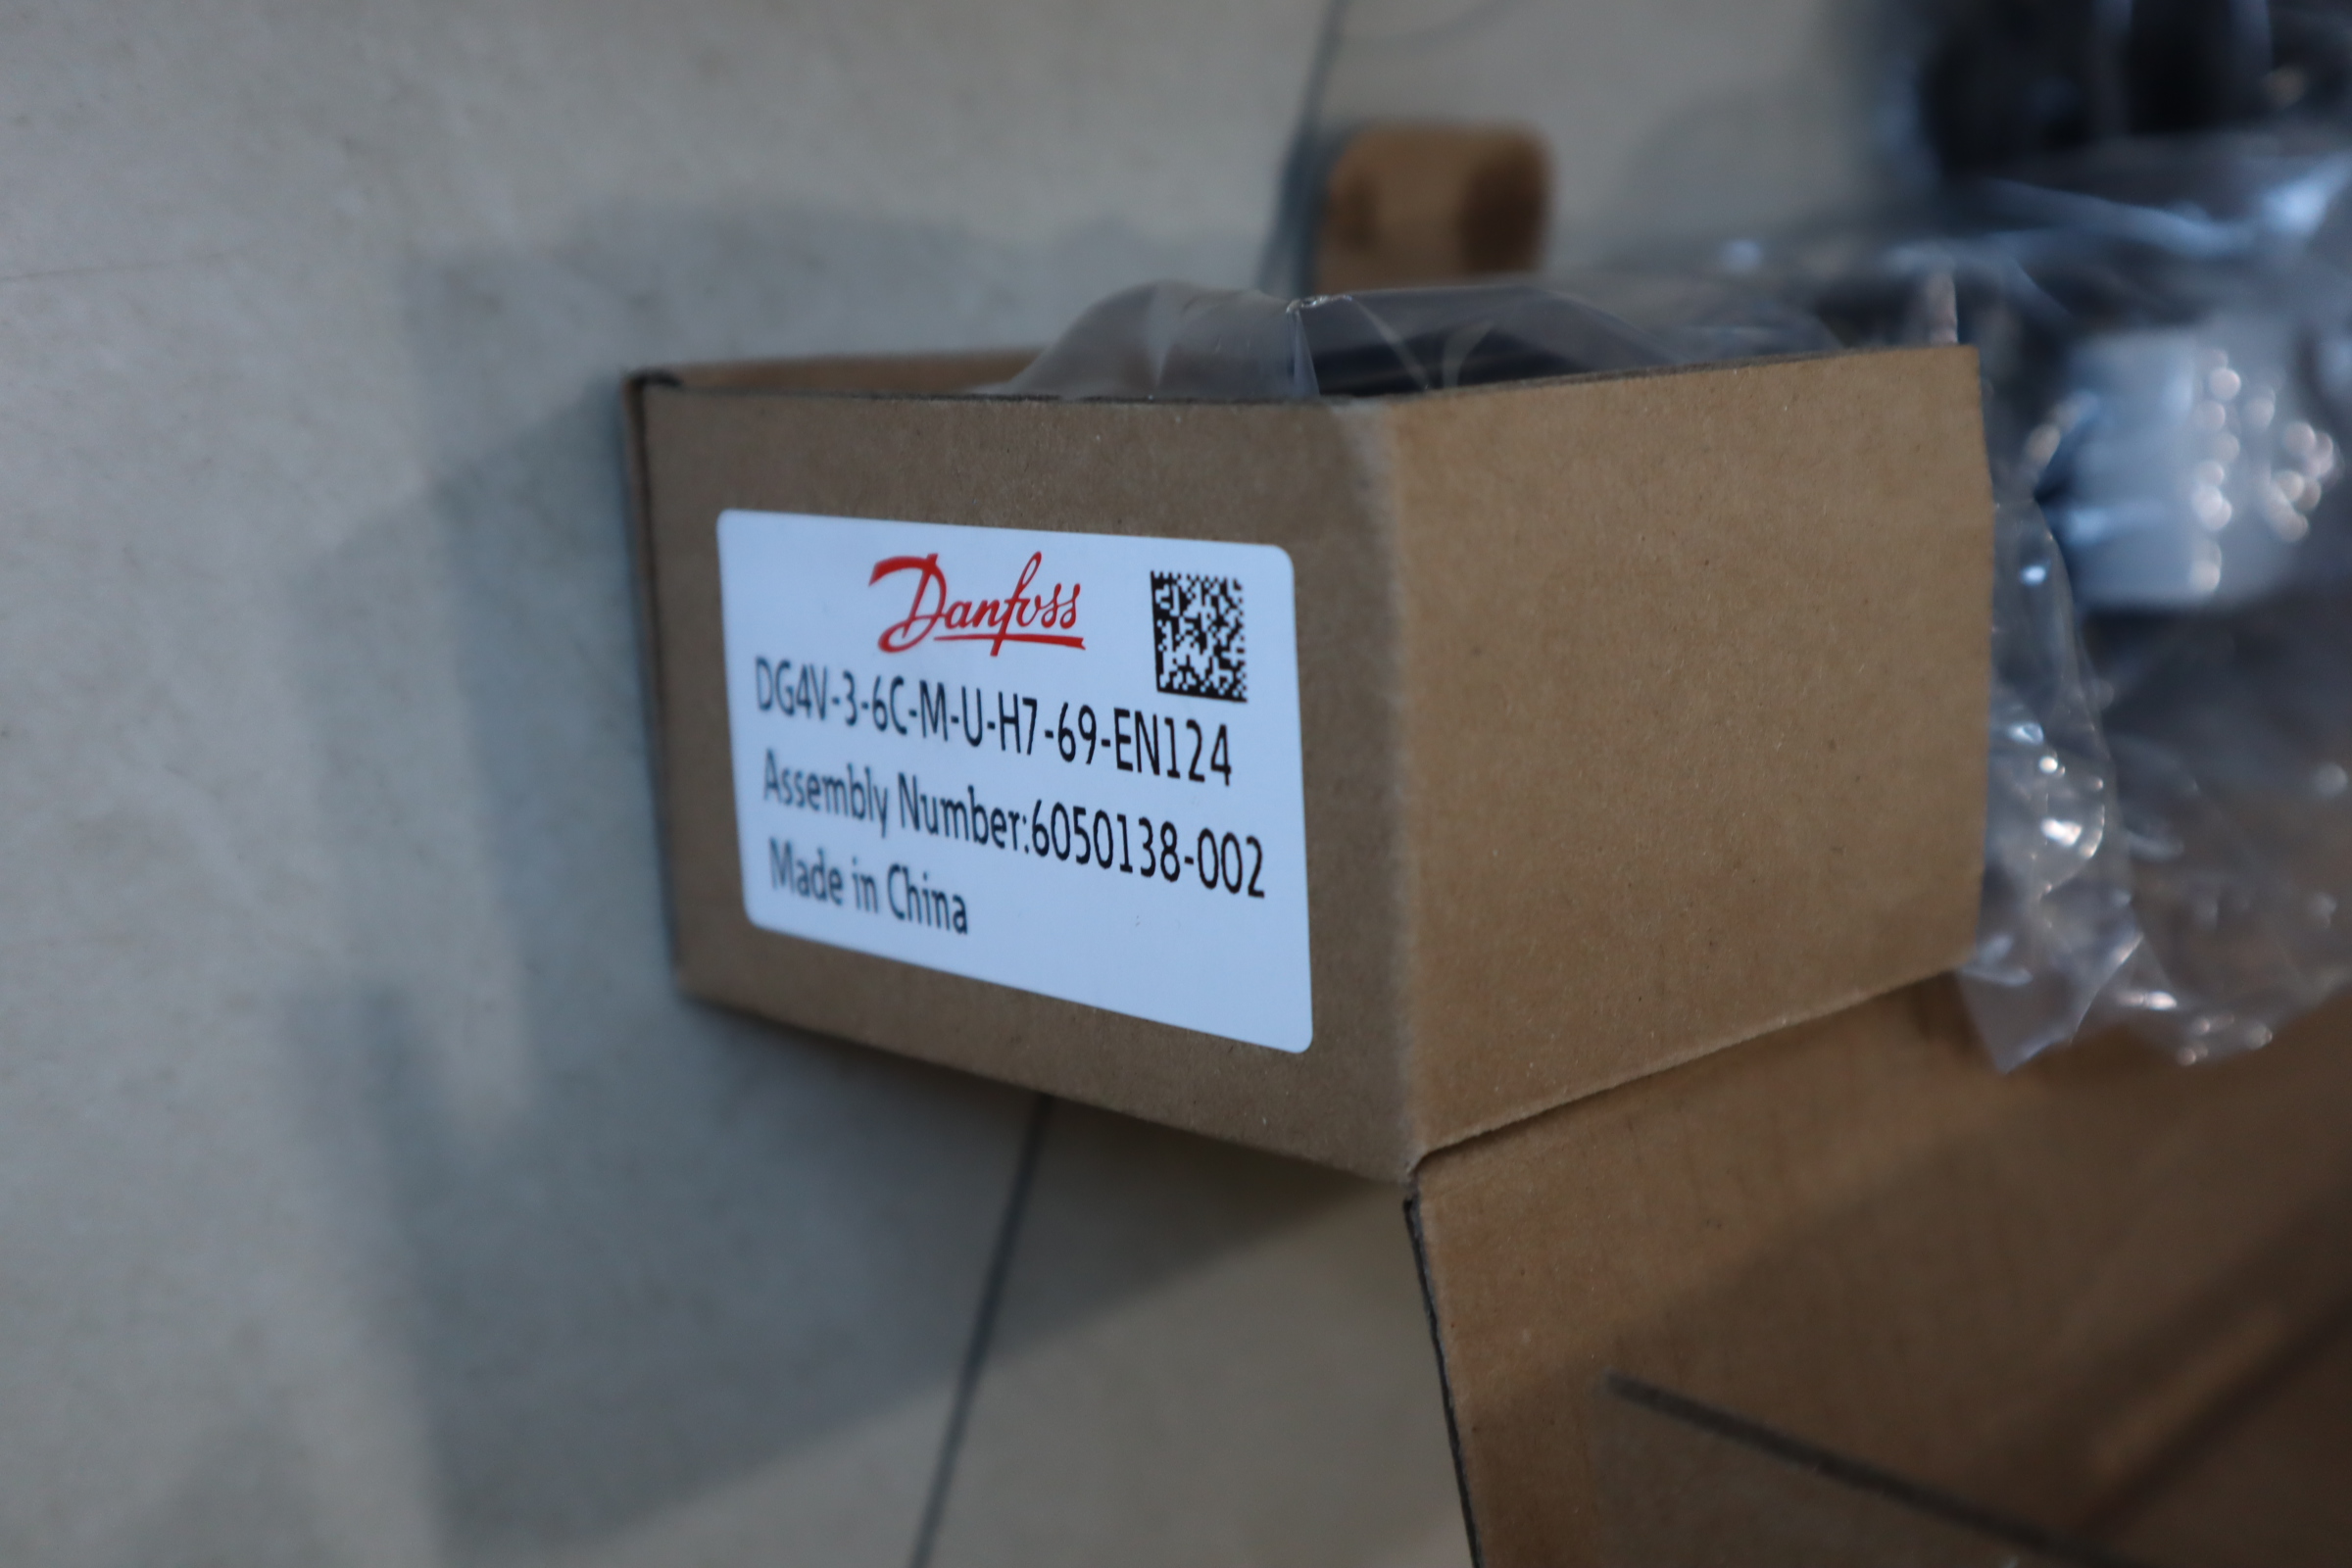 Danfoss
DG4V-3-6C-M-U-H7-69-EN124
Assembly Number:6050138-002
Made in China